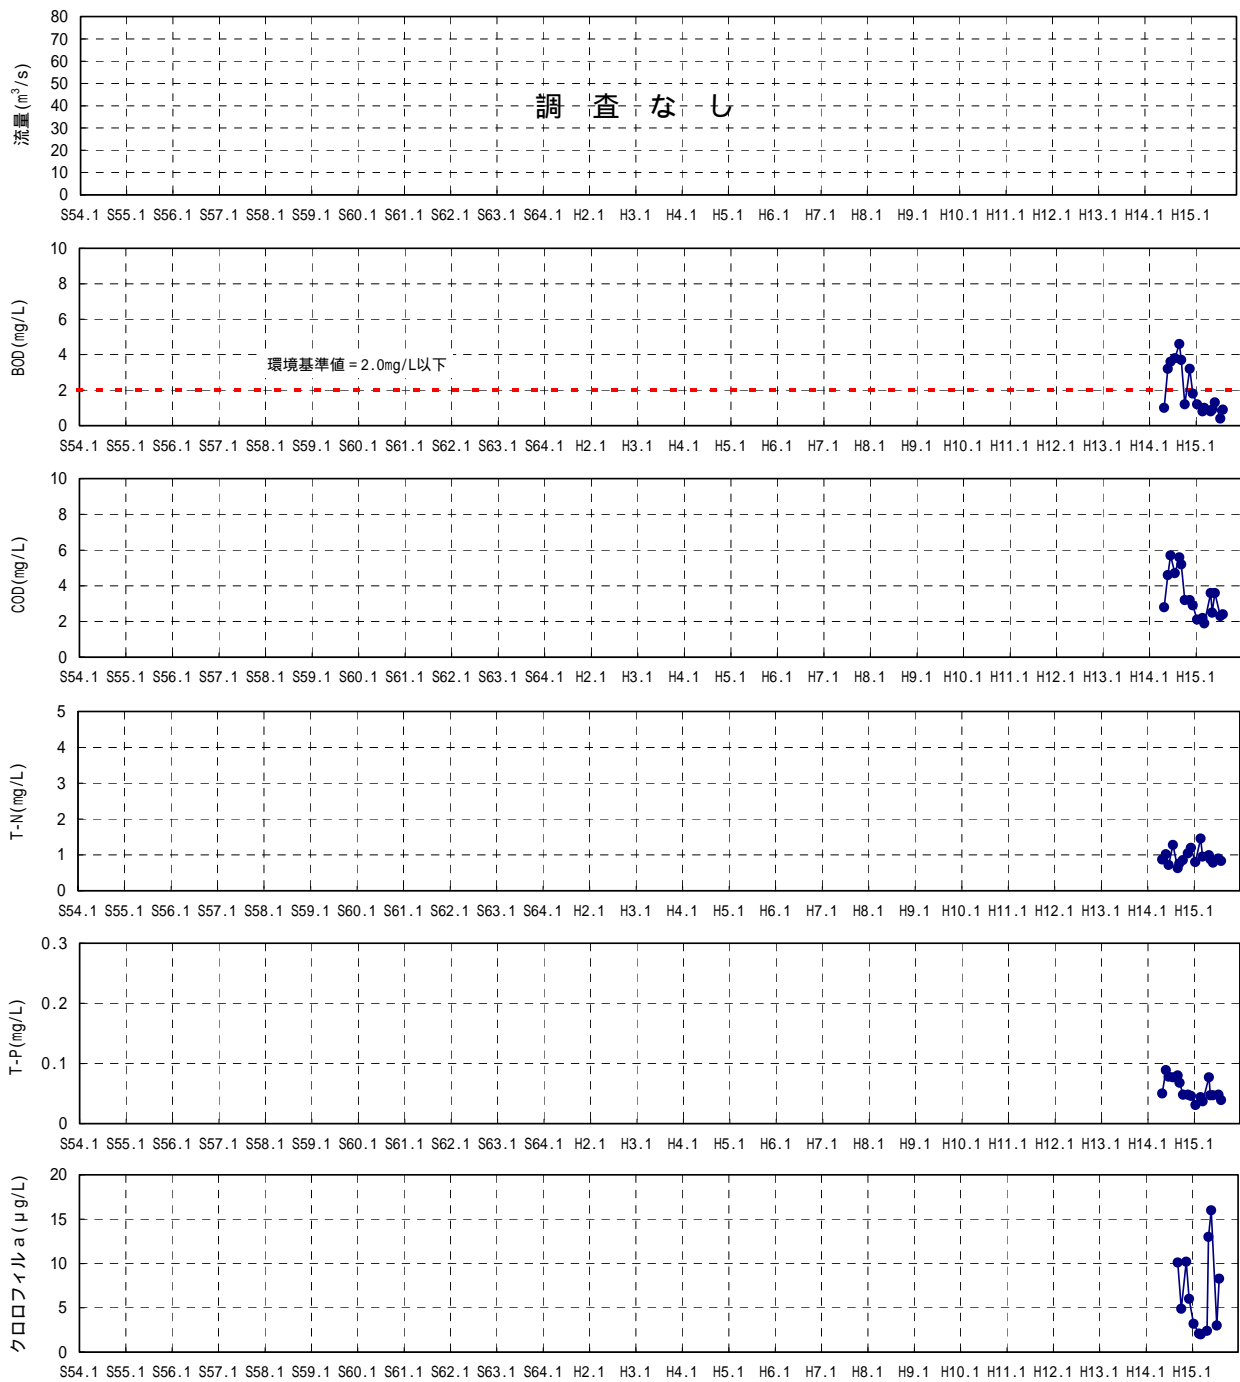 流量(㎥/s)
80
70
60
50
40
30
20
10
0
調 査 な し
S54.1 S55.1 S56.1 S57.1 S58.1 S59.1 S60.1 S61.1 S62.1 S63.1 S64.1 H2.1 H3.1 H4.1 H5.1 H6.1 H7.1 H8.1 H9.1 H10.1 H11.1 H12.1 H13.1 H14.1 H15.1
BOD(mg/L)
10
8
6
4
2
0
環境基準値=2.0mg/L以下
S54.1 S55.1 S56.1 S57.1 S58.1 S59.1 S60.1 S61.1 S62.1 S63.1 S64.1 H2.1 H3.1 H4.1 H5.1 H6.1 H7.1 H8.1 H9.1 H10.1 H11.1 H12.1 H13.1 H14.1 H15.1
COD(mg/L)
10
8
6
4
2
0
S54.1 S55.1 S56.1 S57.1 S58.1 S59.1 S60.1 S61.1 S62.1 S63.1 S64.1 H2.1 H3.1 H4.1 H5.1 H6.1 H7.1 H8.1 H9.1 H10.1 H11.1 H12.1 H13.1 H14.1 H15.1
T-N(mg/L)
5
4
3
2
1
0
S54.1 S55.1 S56.1 S57.1 S58.1 S59.1 S60.1 S61.1 S62.1 S63.1 S64.1 H2.1 H3.1 H4.1 H5.1 H6.1 H7.1 H8.1 H9.1 H10.1 H11.1 H12.1 H13.1 H14.1 H15.1
T-P(mg/L)
0.3
0.2
0.1
0
S54.1 S55.1 S56.1 S57.1 S58.1 S59.1 S60.1 S61.1 S62.1 S63.1 S64.1 H2.1 H3.1 H4.1 H5.1 H6.1 H7.1 H8.1 H9.1 H10.1 H11.1 H12.1 H13.1 H14.1 H15.1
クロロフィルa(μg/L)
20
15
10
5
0
S54.1 S55.1 S56.1 S57.1 S58.1 S59.1 S60.1 S61.1 S62.1 S63.1 S64.1 H2.1 H3.1 H4.1 H5.1 H6.1 H7.1 H8.1 H9.1 H10.1 H11.1 H12.1 H13.1 H14.1 H15.1